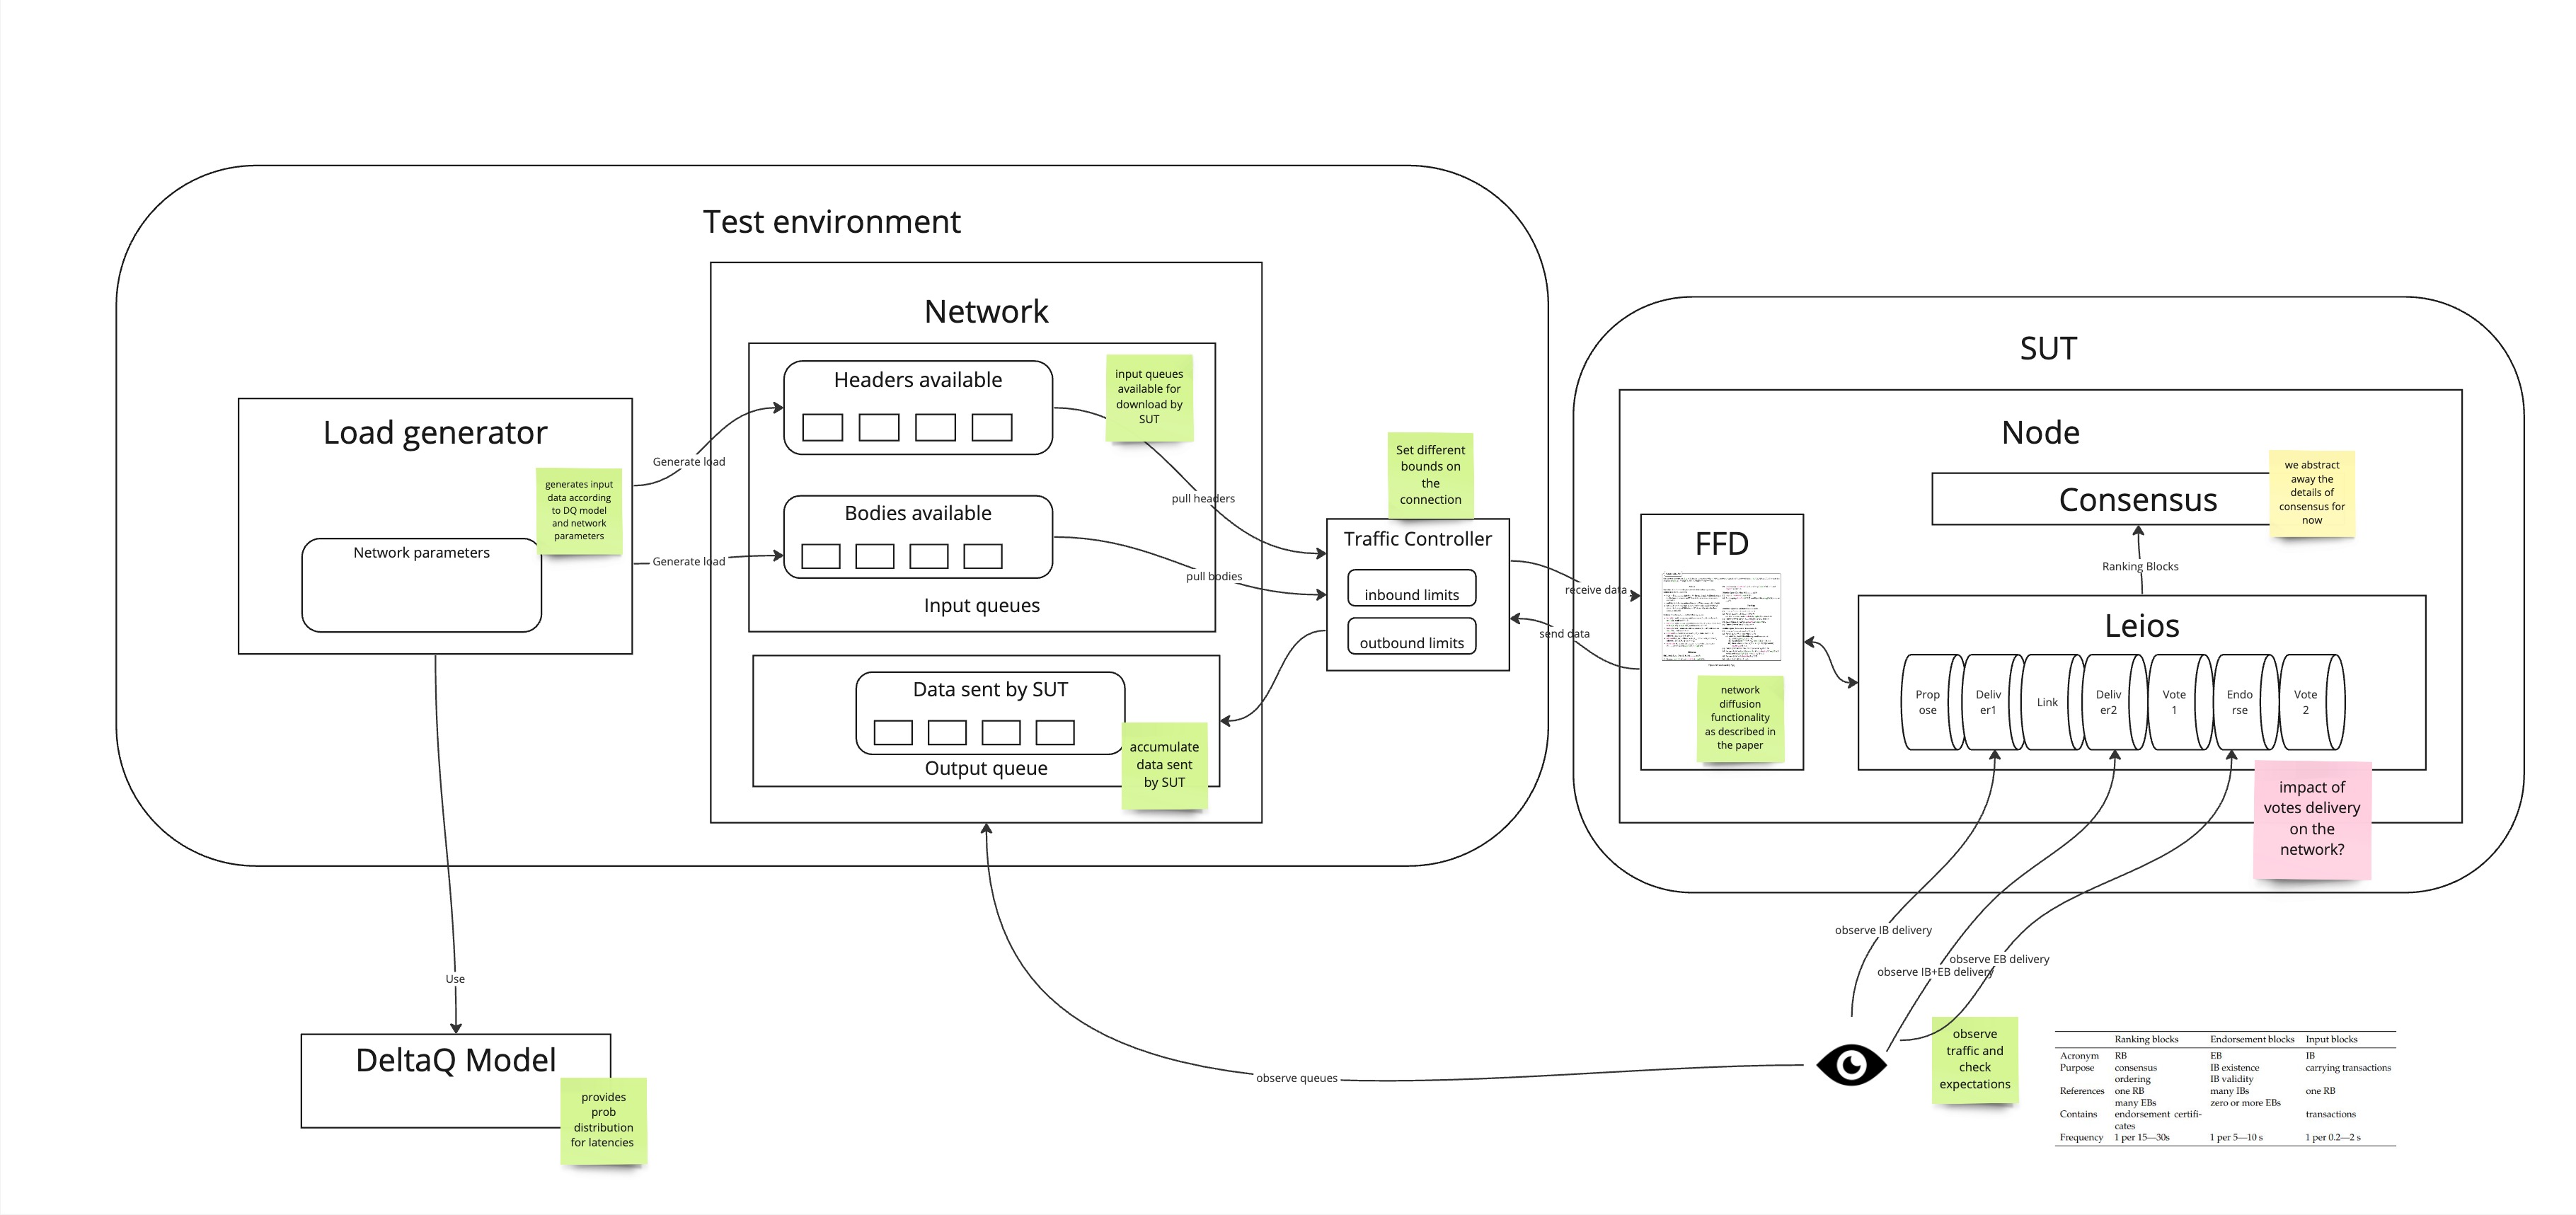 Test environment
Load generator
generates input
data according
to DQ model
and network
parameters
Network parameters
Generate load
Generate load
Network
Headers available
input queues
available for
download by
SUT
Bodies available
Input queues
pull headers
pull bodies
Data sent by SUT
Output queue
accumulate
data sent
by SUT
Set different
bounds on
the
connection
Traffic Controller
inbound limits
outbound limits
receive data
send data
SUT
Node
FFD
network
diffusion
functionality
as described in
the paper
Consensus
we abstract
away the
details of
consensus for
now
Ranking Blocks
Leios
Prop
ose
Deliv
er1
Link
Deliv
er2
Vote
1
Endo
rse
Vote
2
impact of
votes delivery
on the
network?
observe IB delivery
observe EB delivery
observe IB+EB delivery
observe queues
observe
traffic and
check
expectations
Use
DeltaQ Model
provides
prob
distribution
for latencies
Ranking blocks Endorsement blocks Input blocks
Acronym RB EB IB
Purpose consensus IB existence carrying transactions
ordering IB validity
References one RB many IBs one RB
many EBs zero or more EBs
Contains endorsement certifi- transactions
cates
Frequency 1 per 15—30s 1 per 5—10 s 1 per 0.2—2 s